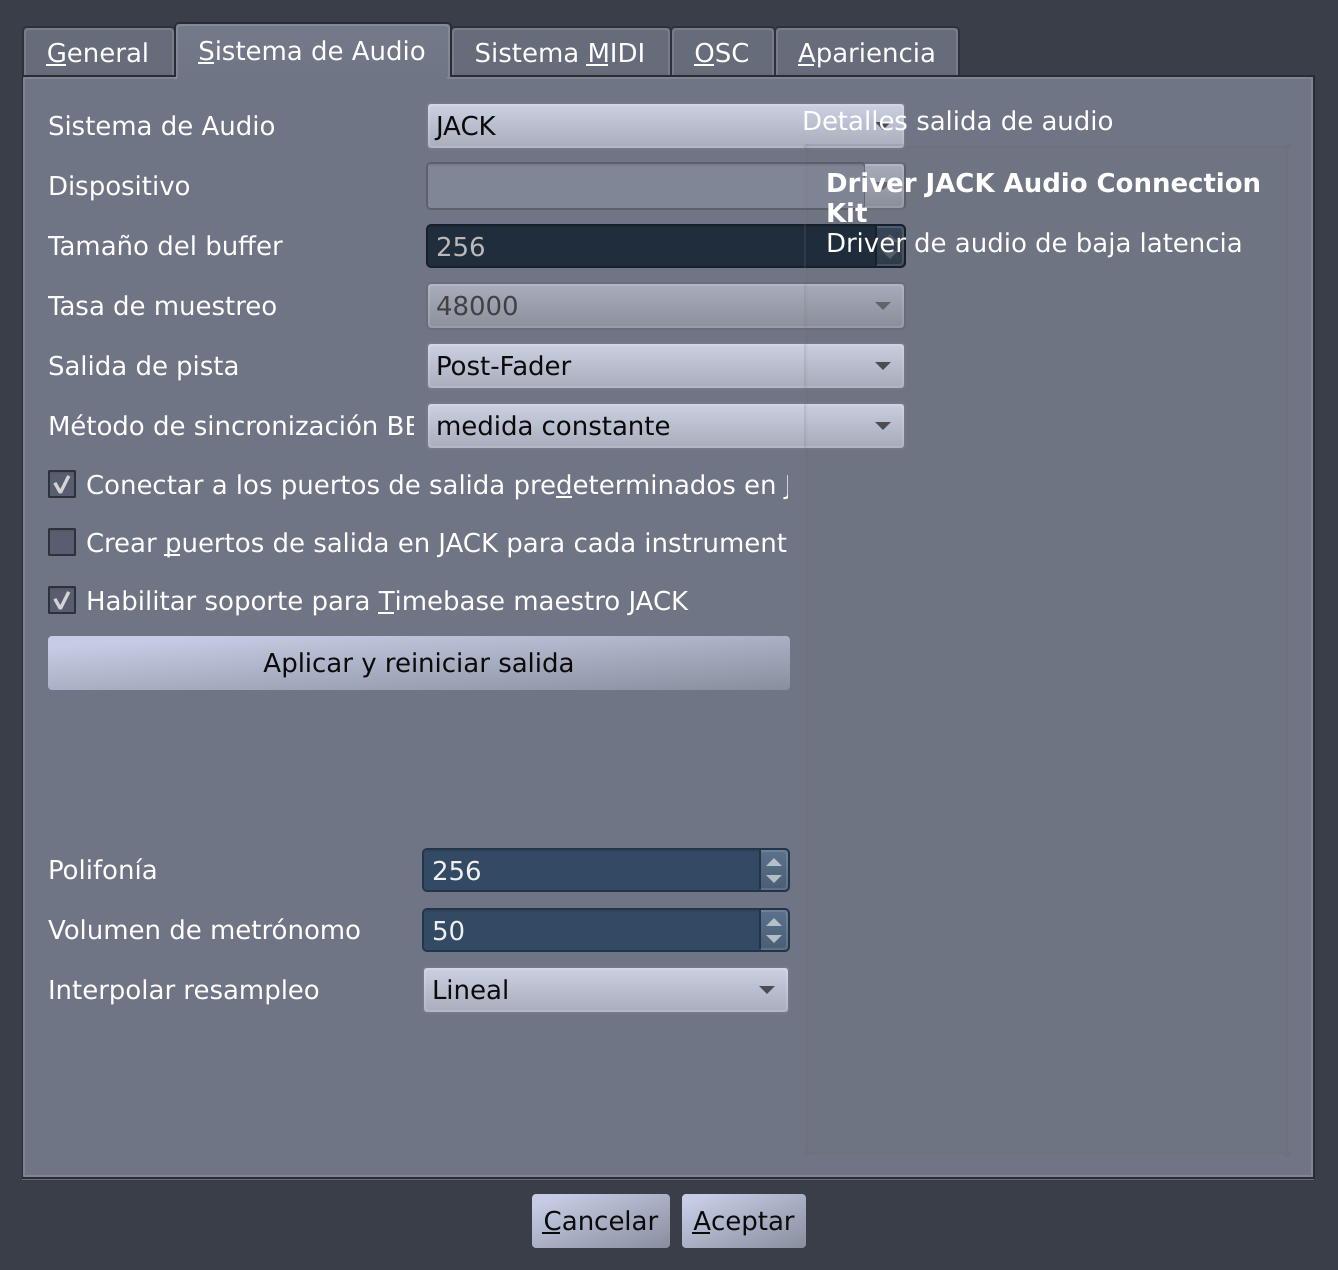 General
Sistema de Audio
Sistema MIDI
OSC
Apariencia
Sistema de Audio
JACK
Dispositivo
Tamaño del buffer
256
Tasa de muestreo
48000
Salida de pista
Post-Fader
Método de sincronización BB
medida constante
Conectar a los puertos de salida predeterminados en J
Crear puertos de salida en JACK para cada instrument
Habilitar soporte para Timebase maestro JACK
Aplicar y reiniciar salida
Polifonía
256
Volumen de metrónomo
50
Interpolar resampleo
Lineal
Detalles salida de audio
Driver JACK Audio Connection
Kit
Driver de audio de baja latencia
Cancelar
Aceptar